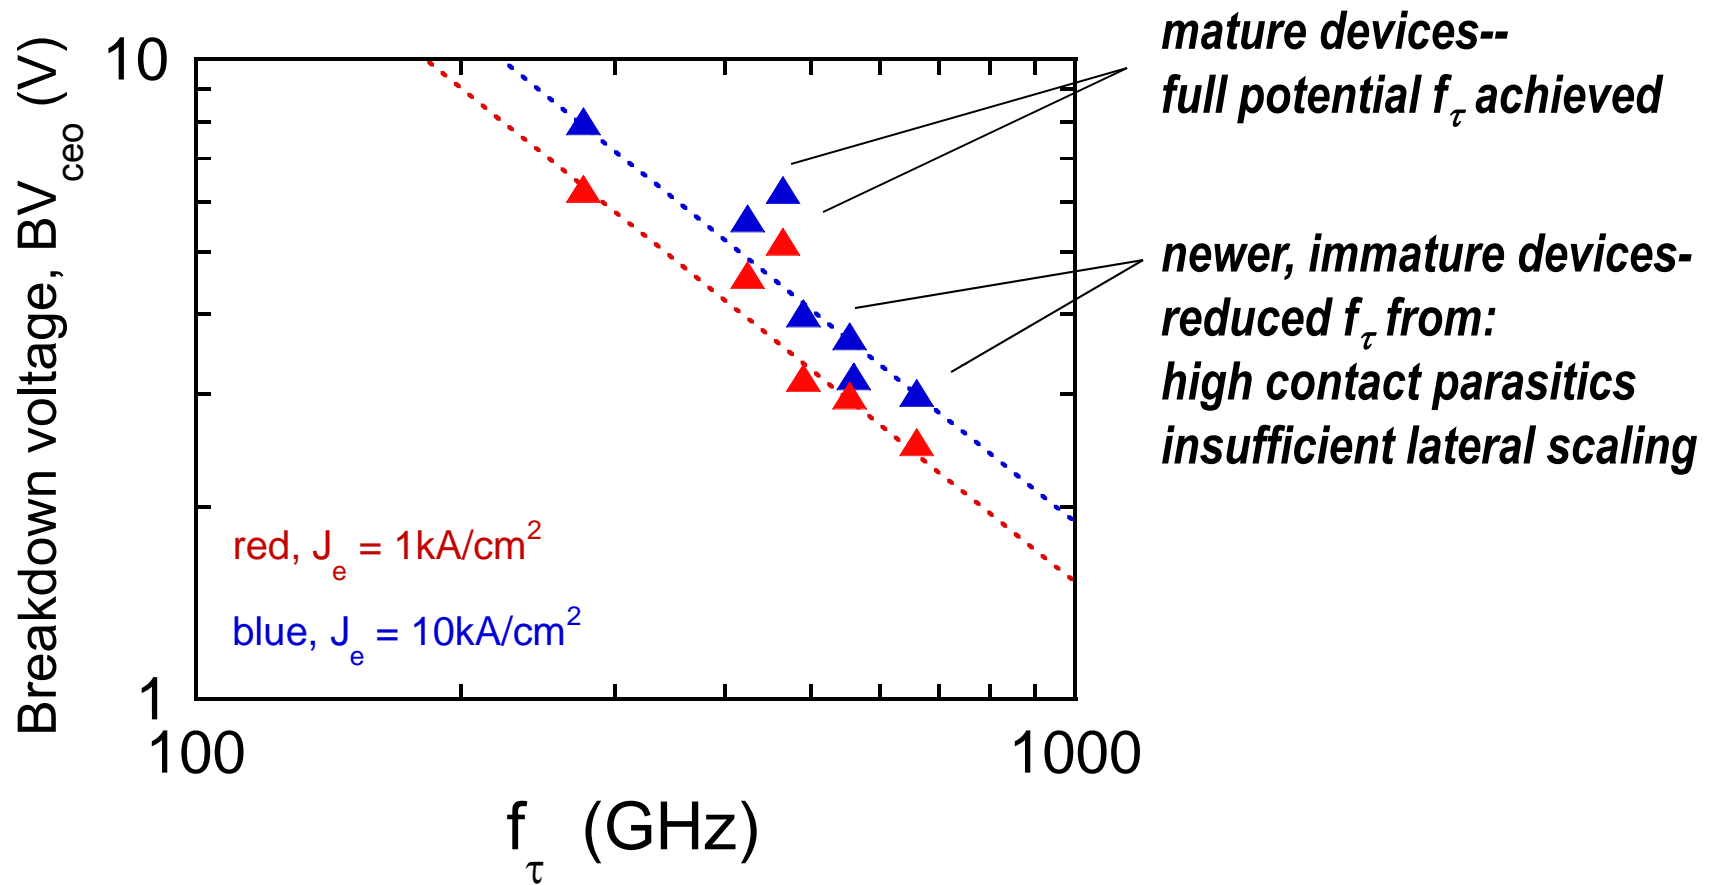 mature devices--
full potential fτ achieved
newer, immature devices-
reduced fτ from:
high contact parasitics
insufficient lateral scaling
Breakdown voltage, BVceo (V)
10
1
red, Je = 1kA/cm²
blue, Je = 10kA/cm²
100
1000
fτ (GHz)